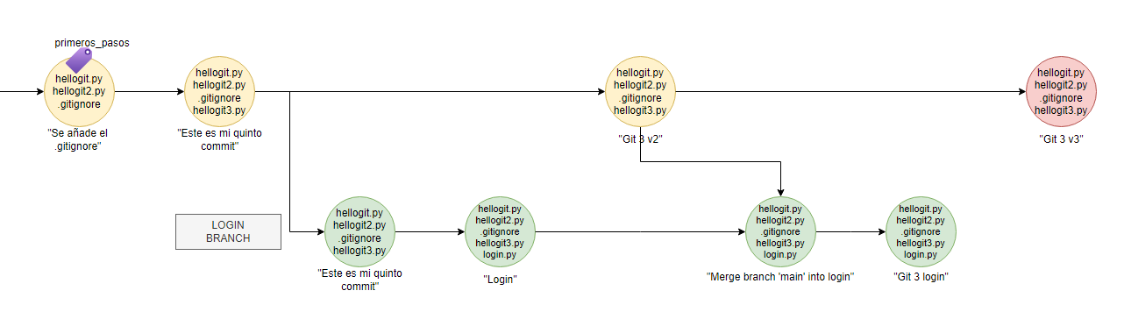 primeros_pasos
hellogit.py
hellogit2.py
.gitignore
"Se añade el
.gitignore"
hellogit.py
hellogit2.py
.gitignore
hellogit3.py
"Este es mi quinto
commit"
hellogit.py
hellogit2.py
.gitignore
hellogit3.py
"Git 3 v2"
hellogit.py
hellogit2.py
.gitignore
hellogit3.py
"Git 3 v3"
LOGIN
BRANCH
hellogit.py
hellogit2.py
.gitignore
hellogit3.py
"Este es mi quinto
commit"
hellogit.py
hellogit2.py
.gitignore
hellogit3.py
login.py
"Login"
hellogit.py
hellogit2.py
.gitignore
hellogit3.py
login.py
"Merge branch 'main' into login"
hellogit.py
hellogit2.py
.gitignore
hellogit3.py
login.py
"Git 3 login"